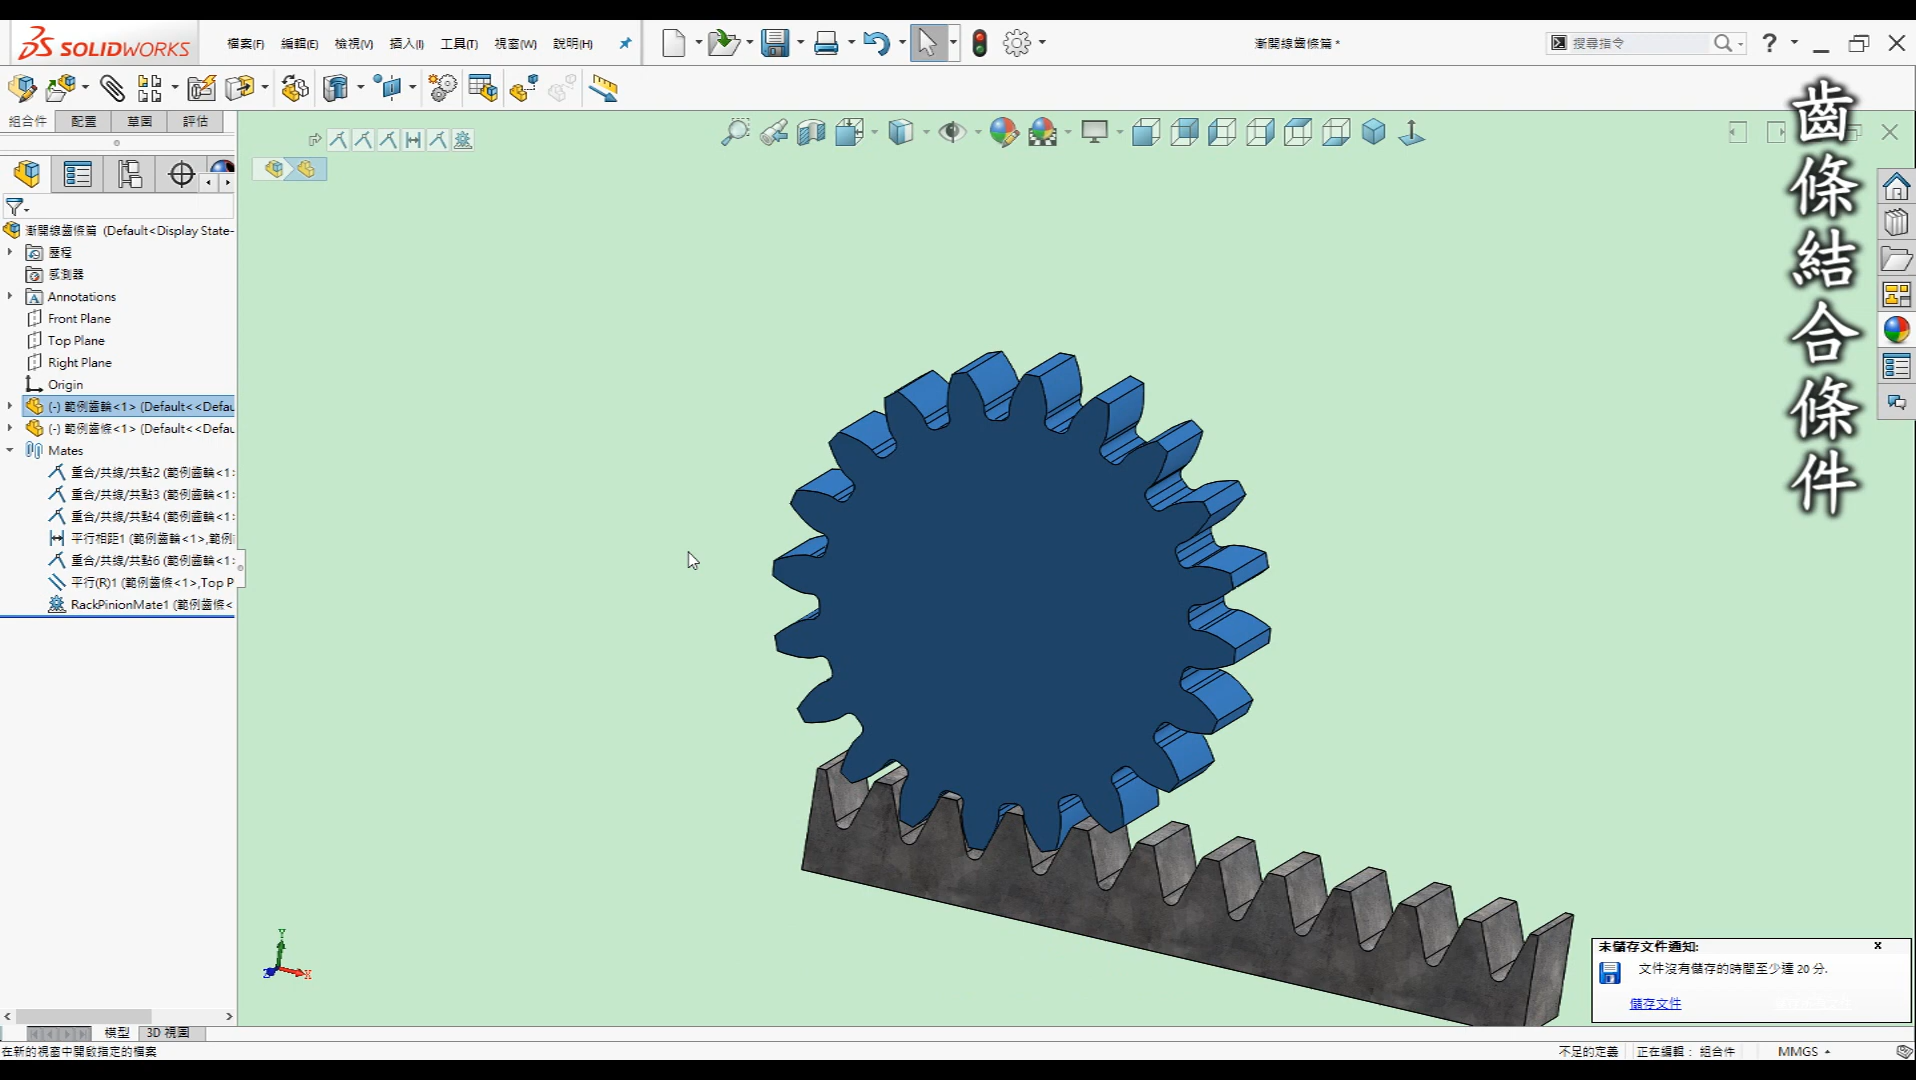 SOLIDWORKS
檔案(F)
編輯(E)
檢視(V)
插入(I)
工具(T)
視窗(W)
說明(H)
漸開線齒條篇 *
搜尋指令
組合件
配置
草圖
評估
漸開線齒條篇 (Default<Display State-
歷程
感測器
Annotations
Front Plane
Top Plane
Right Plane
Origin
(-) 範例齒輪<1> (Default<<Defau
(-) 範例齒條<1> (Default<<Defau
Mates
重合/共線/共點2 (範例齒輪<1>
重合/共線/共點3 (範例齒輪<1>
重合/共線/共點4 (範例齒輪<1>
平行相距1 (範例齒輪<1>,範例
重合/共線/共點6 (範例齒輪<1>
平行(R)1 (範例齒條<1>,Top P
RackPinionMate1 (範例齒條<
齒條結合條件
Y
X
Z
未儲存文件通知:
文件沒有儲存的時間至少達 20 分.
儲存文件
模型
3D 視圖
在新的視窗中開啟指定的檔案
不足的定義
正在編輯: 組合件
MMGS